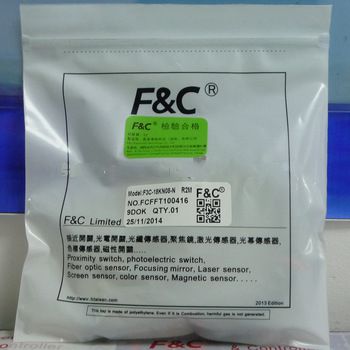 F&C®
F&C® 檢驗合格
Model:F3C-18KN08-N R2M F&C®
NO.FCFFT100416
9DOK QTY.01
25/11/2014
F&C Limited
接近開關,光電開關,光纖傳感器,聚焦鏡,激光傳感器,光幕傳感器,
色標傳感器,磁性開關............
Proximity switch, photoelectric switch,
Fiber optic sensor, Focusing mirror, Laser sensor,
Screen sensor, color sensor, Magnetic sensor......
2013 Edition
This bag is made of polyethylene. Even if it is Combustion, harmful gas is not generated.